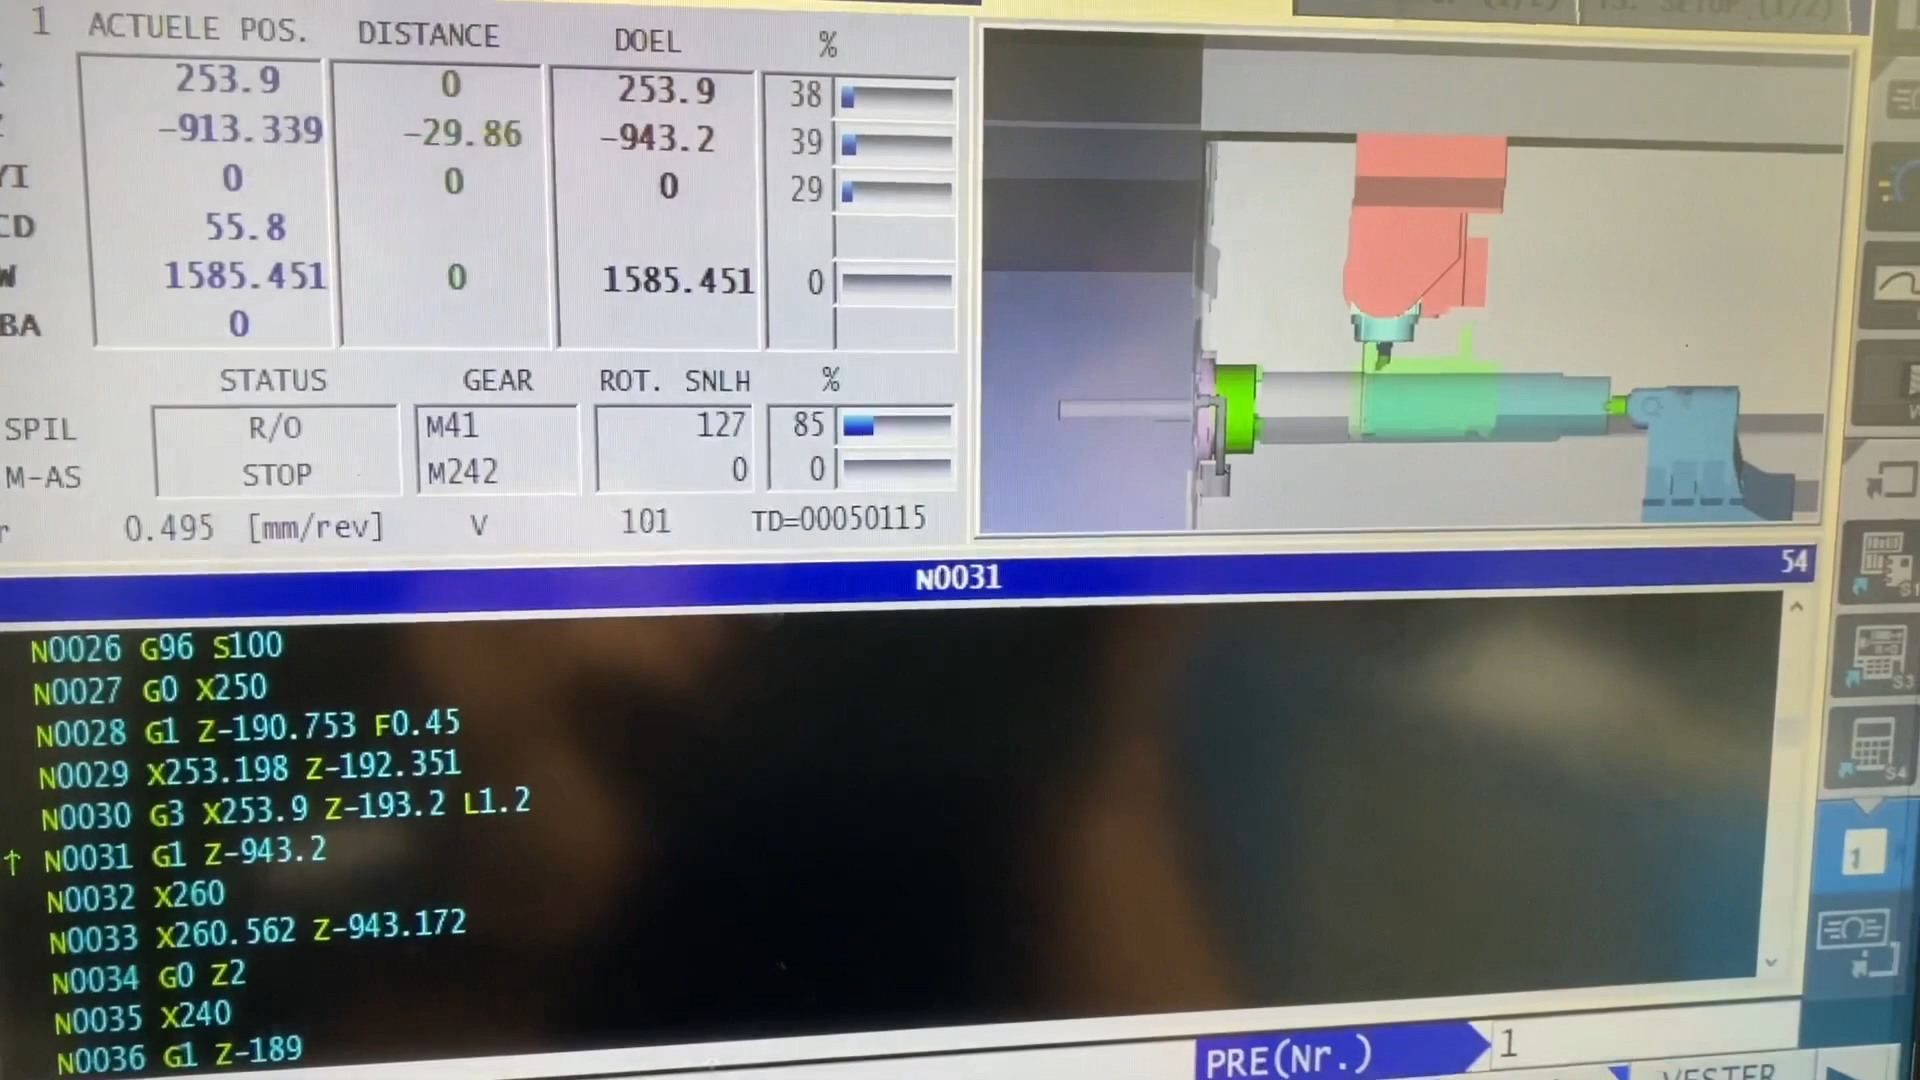 1 ACTUELE POS. DISTANCE DOEL %
253.9 0 253.9 38
-913.339 -29.86 -943.2 39
YI 0 0 0 29
CD 55.8
W 1585.451 0 1585.451 0
BA 0
STATUS GEAR ROT. SNLH %
SPIL R/O M41 127 85
M-AS STOP M242 0 0
0.495 [mm/rev] V 101 TD=00050115
N0031 54
N0026 G96 S100
N0027 G0 X250
N0028 G1 Z-190.753 F0.45
N0029 X253.198 Z-192.351
N0030 G3 X253.9 Z-193.2 L1.2
↑ N0031 G1 Z-943.2
N0032 X260
N0033 X260.562 Z-943.172
N0034 G0 Z2
N0035 X240
N0036 G1 Z-189
PRE(Nr.) 1
S3
S4
1